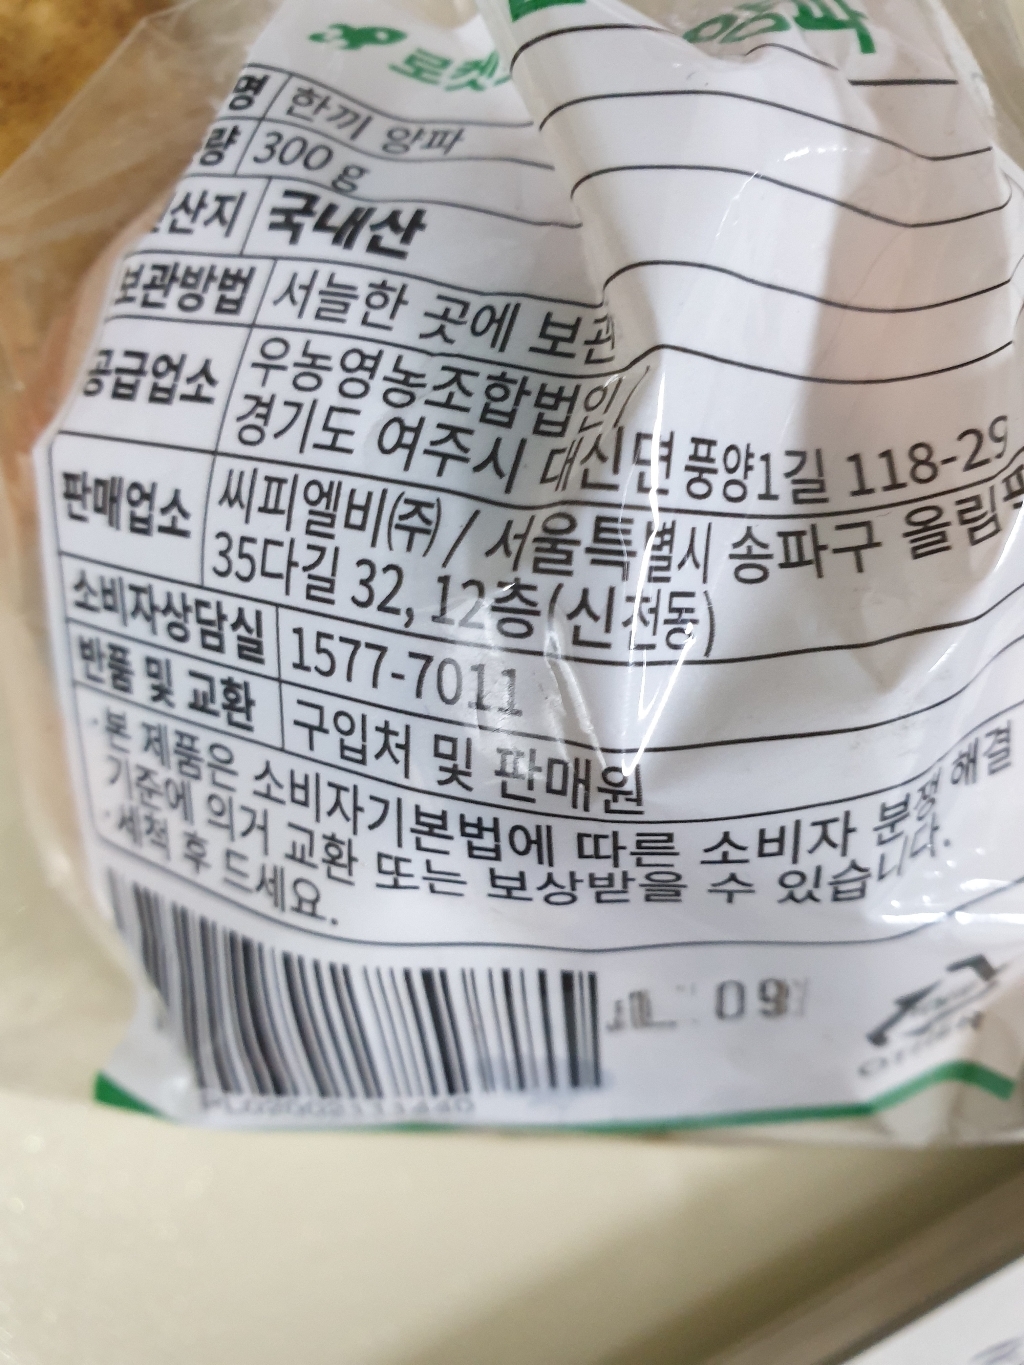 로켓
양파
명 한끼 양파
량 300 g
산지 국내산
보관방법 서늘한 곳에 보관
공급업소 우농영농조합법인/
경기도 여주시 대신면 풍양1길 118-29
판매업소 씨피엘비(주) / 서울특별시 송파구 올림
35다길 32, 12층(신천동)
소비자상담실 1577-7011
반품 및 교환 구입처 및 판매원
· 본 제품은 소비자기본법에 따른 소비자 분쟁 해결
기준에 의거 교환 또는 보상받을 수 있습니다.
· 세척 후 드세요.